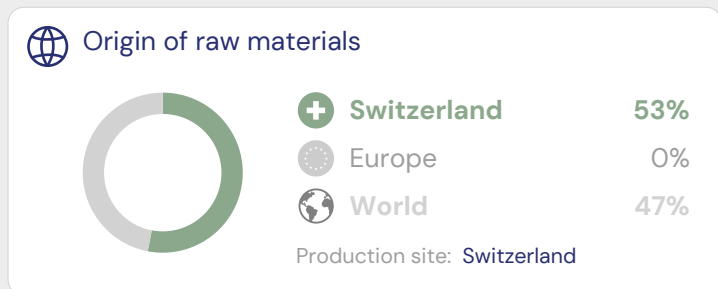 Origin of raw materials
Switzerland 53%
Europe 0%
World 47%
Production site: Switzerland